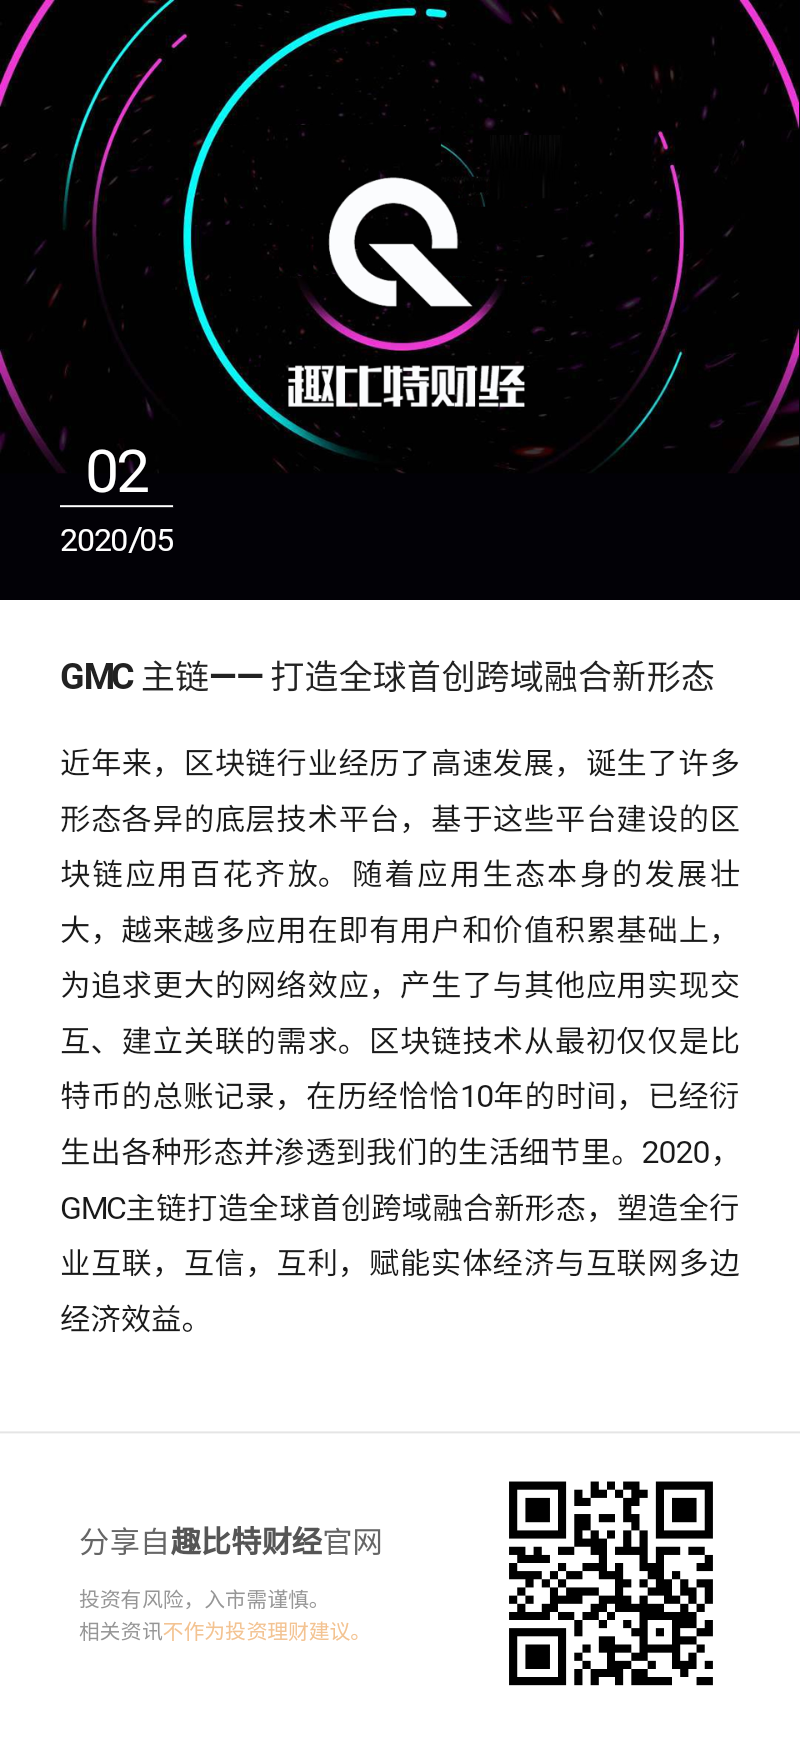 趣比特财经
02
2020/05
GMC 主链—— 打造全球首创跨域融合新形态
近年来，区块链行业经历了高速发展，诞生了许多
形态各异的底层技术平台，基于这些平台建设的区
块链应用百花齐放。随着应用生态本身的发展壮
大，越来越多应用在即有用户和价值积累基础上，
为追求更大的网络效应，产生了与其他应用实现交
互、建立关联的需求。区块链技术从最初仅仅是比
特币的总账记录，在历经恰恰10年的时间，已经衍
生出各种形态并渗透到我们的生活细节里。2020，
GMC主链打造全球首创跨域融合新形态，塑造全行
业互联，互信，互利，赋能实体经济与互联网多边
经济效益。
分享自趣比特财经官网
投资有风险，入市需谨慎。
相关资讯不作为投资理财建议。